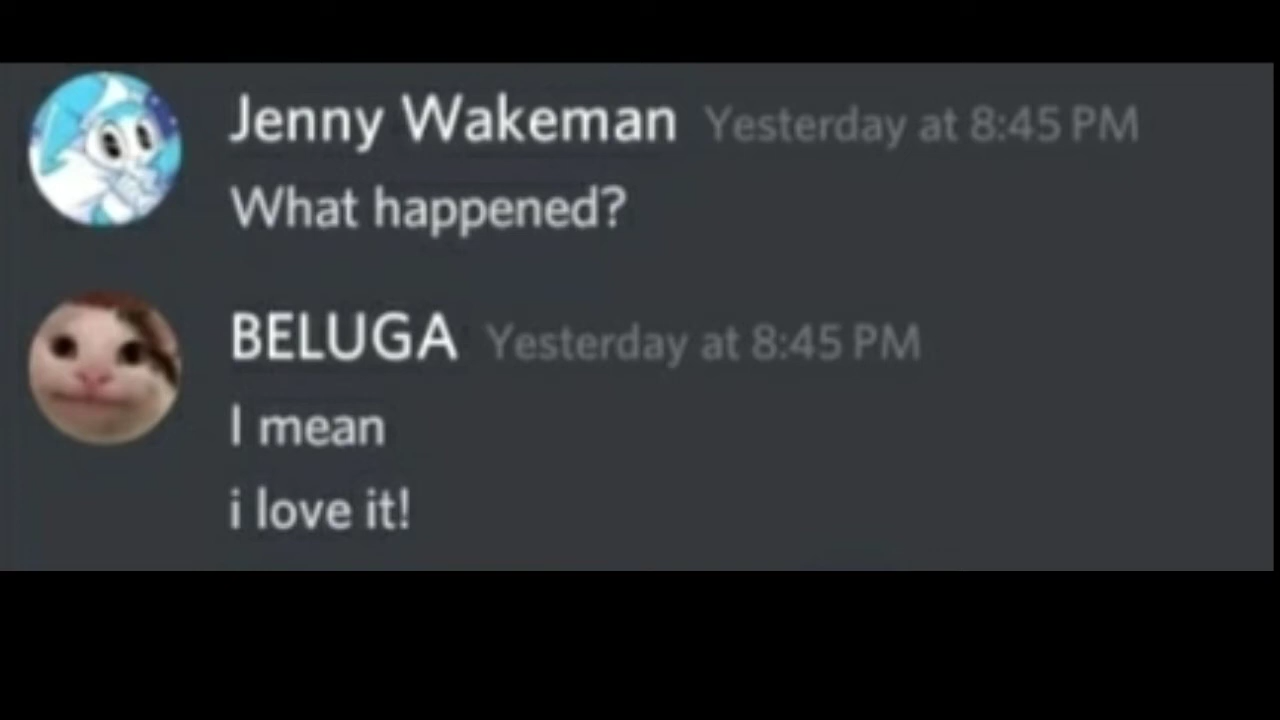 Jenny Wakeman Yesterday at 8:45 PM
What happened?
BELUGA Yesterday at 8:45 PM
I mean
i love it!